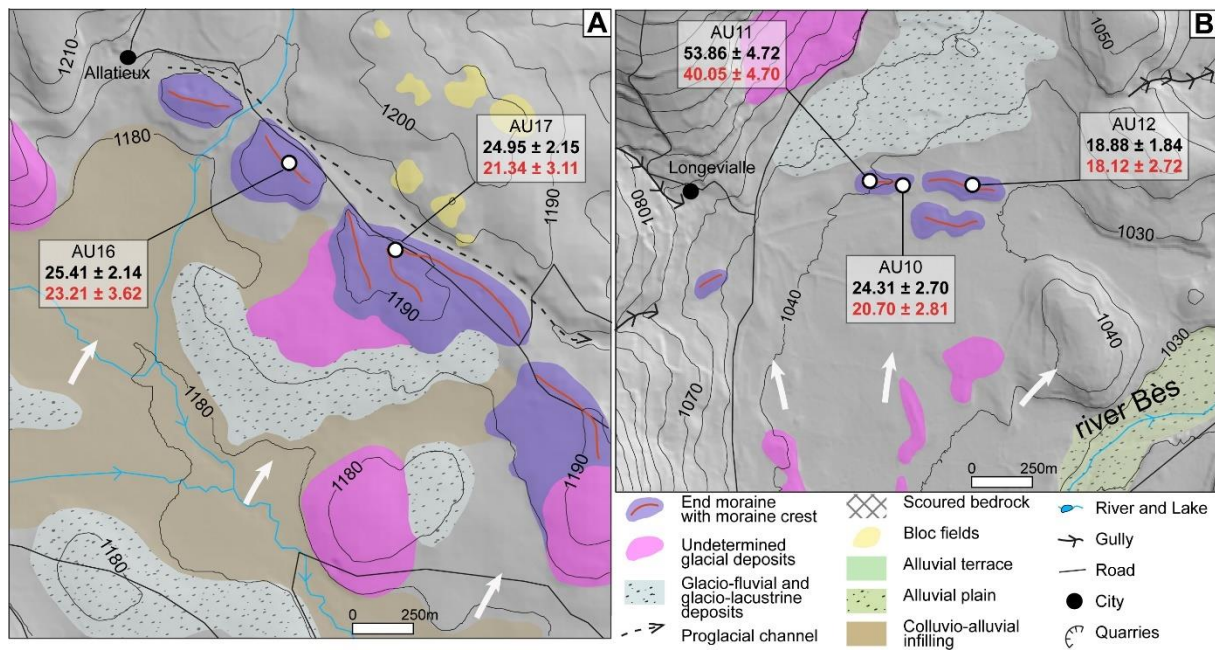 A
1210
Allatieux
1180
1200
AU17
24.95 ± 2.15
21.34 ± 3.11
1190
AU16
25.41 ± 2.14
23.21 ± 3.62
1190
1180
1180
1190
1180
0 250m
B
1050
AU11
53.86 ± 4.72
40.05 ± 4.70
AU12
18.88 ± 1.84
18.12 ± 2.72
Longevialle
1080
1030
AU10
24.31 ± 2.70
20.70 ± 2.81
1040
1040
1030
1070
river Bès
0 250m
End moraine
with moraine crest
Undetermined
glacial deposits
Glacio-fluvial and
glacio-lacustrine
deposits
Proglacial channel
Scoured bedrock
Bloc fields
Alluvial terrace
Alluvial plain
Colluvio-alluvial
infilling
River and Lake
Gully
Road
City
Quarries